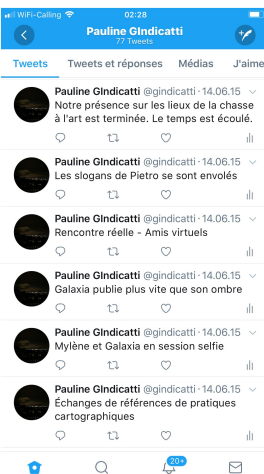 WiFi-Calling 02:28
Pauline GIndicatti
77 Tweets
Tweets Tweets et réponses Médias J'aime
Pauline GIndicatti @gindicatti · 14.06.15
Notre présence sur les lieux de la chasse
à l'art est terminée. Le temps est écoulé.
Pauline GIndicatti @gindicatti · 14.06.15
Les slogans de Pietro se sont envolés
Pauline GIndicatti @gindicatti · 14.06.15
Rencontre réelle - Amis virtuels
Pauline GIndicatti @gindicatti · 14.06.15
Galaxia publie plus vite que son ombre
Pauline GIndicatti @gindicatti · 14.06.15
Mylène et Galaxia en session selfie
Pauline GIndicatti @gindicatti · 14.06.15
Échanges de références de pratiques
cartographiques
20+